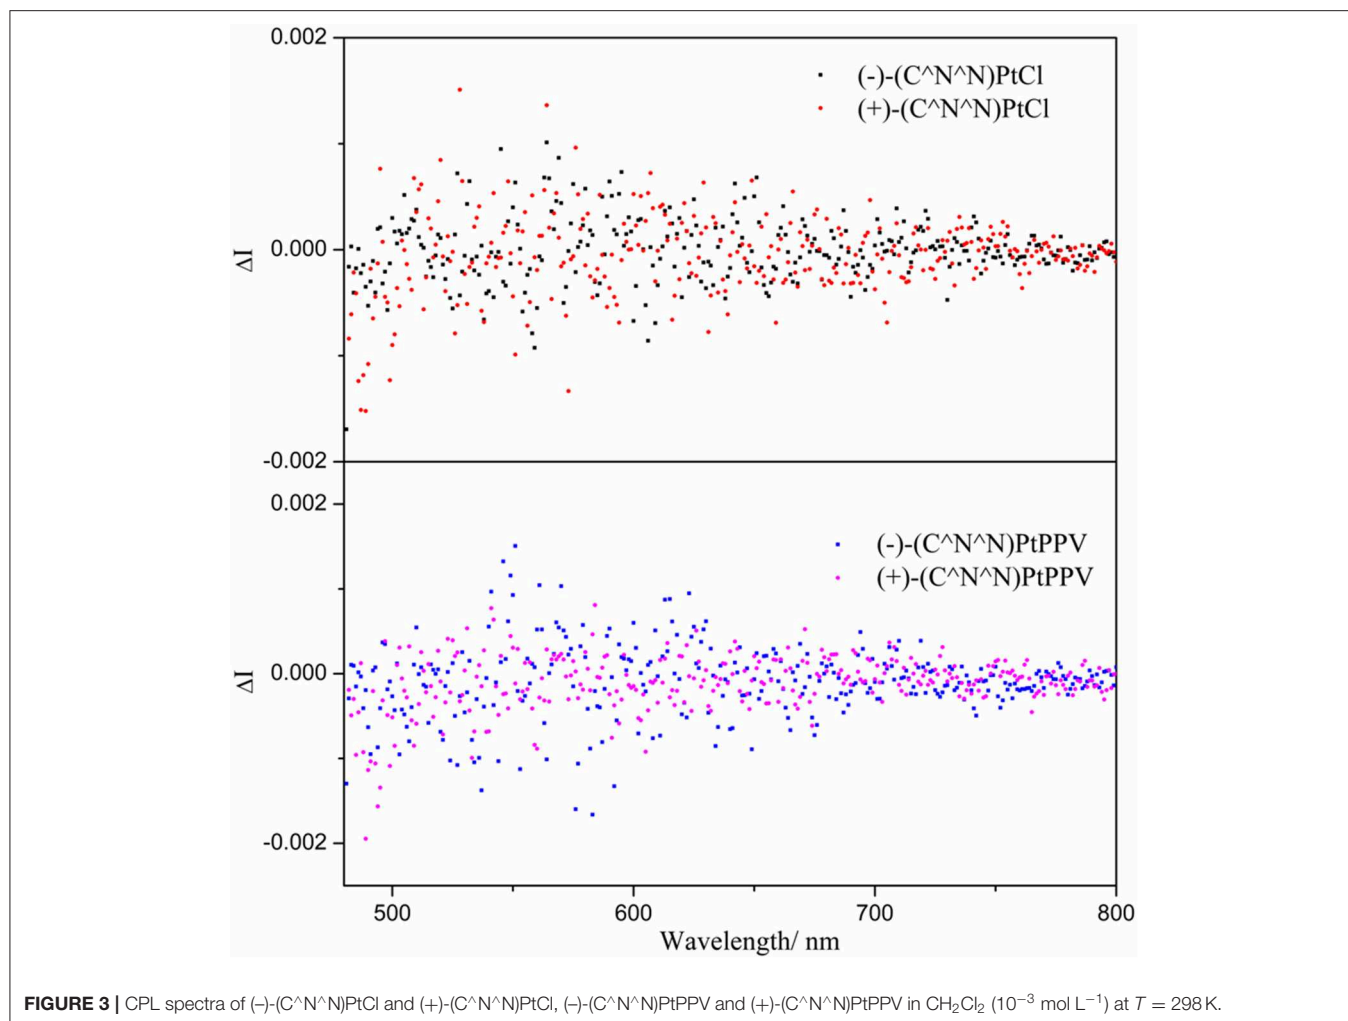 0.002
(-)-(C^N^N)PtCl
(+)-(C^N^N)PtCl
0.000
ΔI
-0.002
0.002
(-)-(C^N^N)PtPPV
(+)-(C^N^N)PtPPV
0.000
ΔI
-0.002
500 600 700 800
Wavelength/ nm
FIGURE 3 | CPL spectra of (–)-(C^N^N)PtCl and (+)-(C^N^N)PtCl, (–)-(C^N^N)PtPPV and (+)-(C^N^N)PtPPV in CH₂Cl₂ (10⁻³ mol L⁻¹) at T = 298 K.